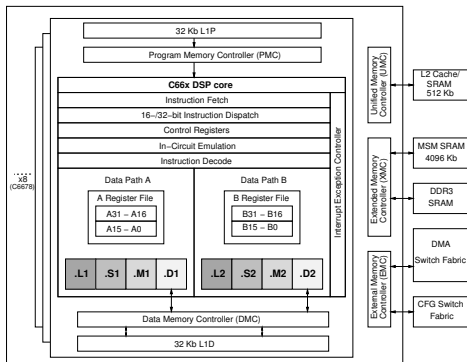 32 Kb L1P
Program Memory Controller (PMC)
C66x DSP core
Instruction Fetch
16-/32-bit Instruction Dispatch
Control Registers
In-Circuit Emulation
Instruction Decode
Interrupt Exception Controller
Data Path A
A Register File
A31 - A16
A15 - A0
Data Path B
B Register File
B31 - B16
B15 - B0
.L1 .S1 .M1 .D1
.L2 .S2 .M2 .D2
Data Memory Controller (DMC)
32 Kb L1D
x8
(C6678)
Unified Memory
Controller (UMC)
L2 Cache/
SRAM
512 Kb
Extended Memory
Controller (XMC)
MSM SRAM
4096 Kb
DDR3
SRAM
External Memory
Controller (EMC)
DMA
Switch Fabric
CFG Switch
Fabric